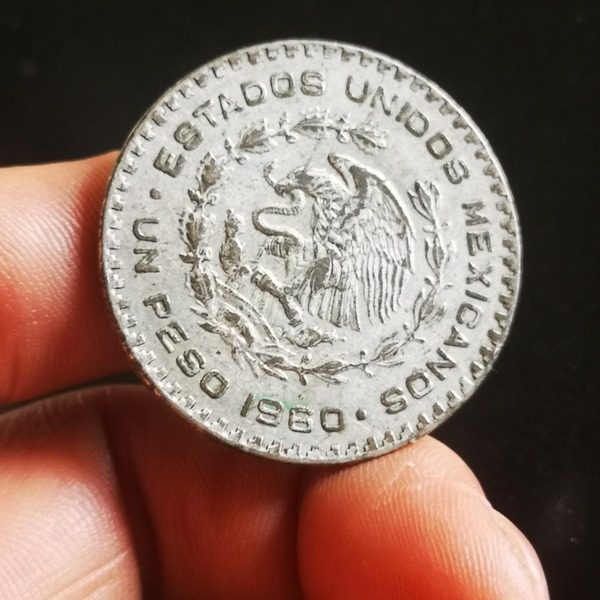 ESTADOS UNIDOS MEXICANOS
· UN PESO 1960 ·